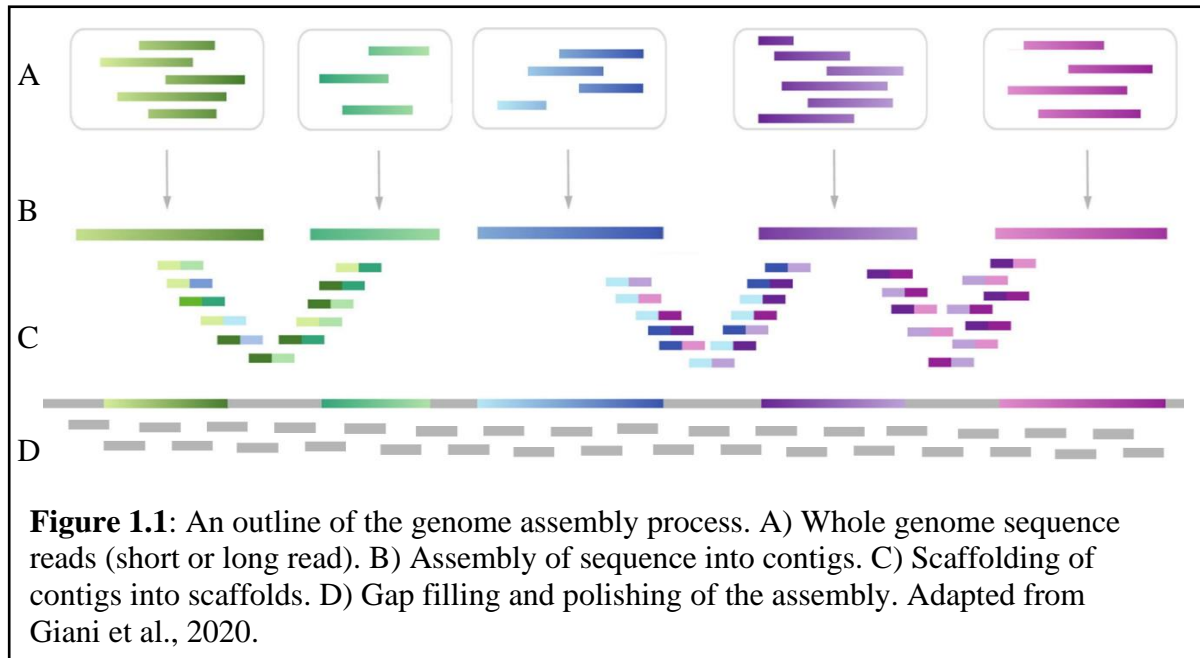 A
B
C
D
Figure 1.1: An outline of the genome assembly process. A) Whole genome sequence
reads (short or long read). B) Assembly of sequence into contigs. C) Scaffolding of
contigs into scaffolds. D) Gap filling and polishing of the assembly. Adapted from
Giani et al., 2020.